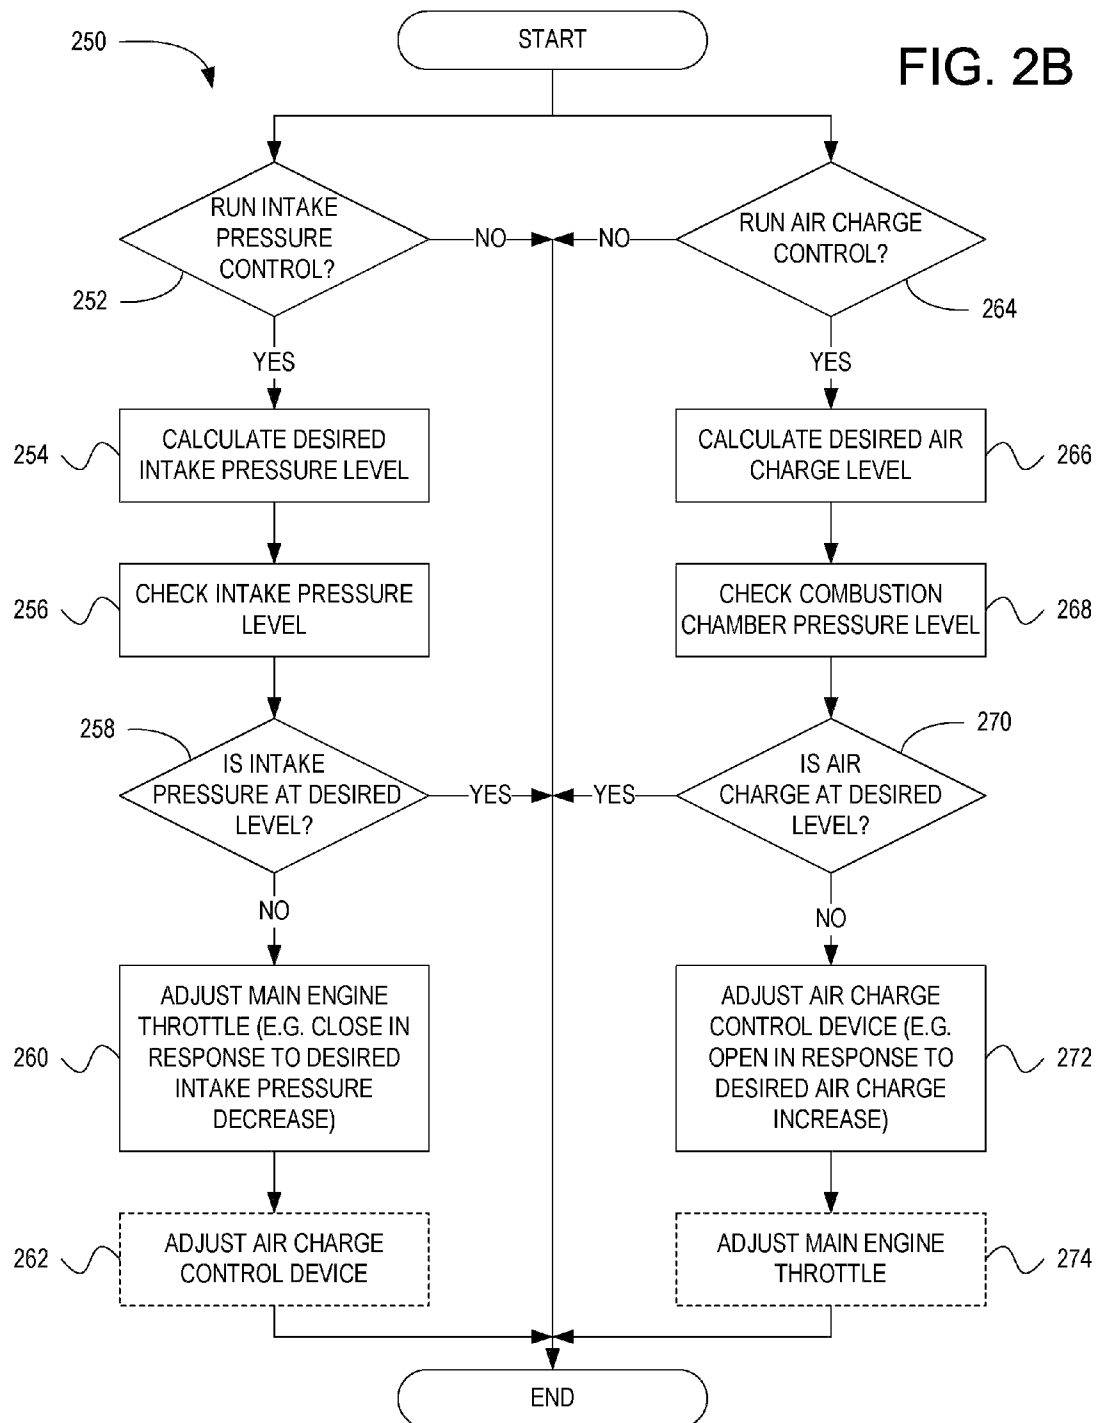 250
START
FIG. 2B
RUN INTAKE
PRESSURE
CONTROL?
252
NO
NO
RUN AIR CHARGE
CONTROL?
264
YES
YES
254
CALCULATE DESIRED
INTAKE PRESSURE LEVEL
CALCULATE DESIRED AIR
CHARGE LEVEL
266
256
CHECK INTAKE PRESSURE
LEVEL
CHECK COMBUSTION
CHAMBER PRESSURE LEVEL
268
258
IS INTAKE
PRESSURE AT DESIRED
LEVEL?
YES
YES
270
IS AIR
CHARGE AT DESIRED
LEVEL?
NO
NO
260
ADJUST MAIN ENGINE
THROTTLE (E.G. CLOSE IN
RESPONSE TO DESIRED
INTAKE PRESSURE
DECREASE)
ADJUST AIR CHARGE
CONTROL DEVICE (E.G.
OPEN IN RESPONSE TO
DESIRED AIR CHARGE
INCREASE)
272
262
ADJUST AIR CHARGE
CONTROL DEVICE
ADJUST MAIN ENGINE
THROTTLE
274
END